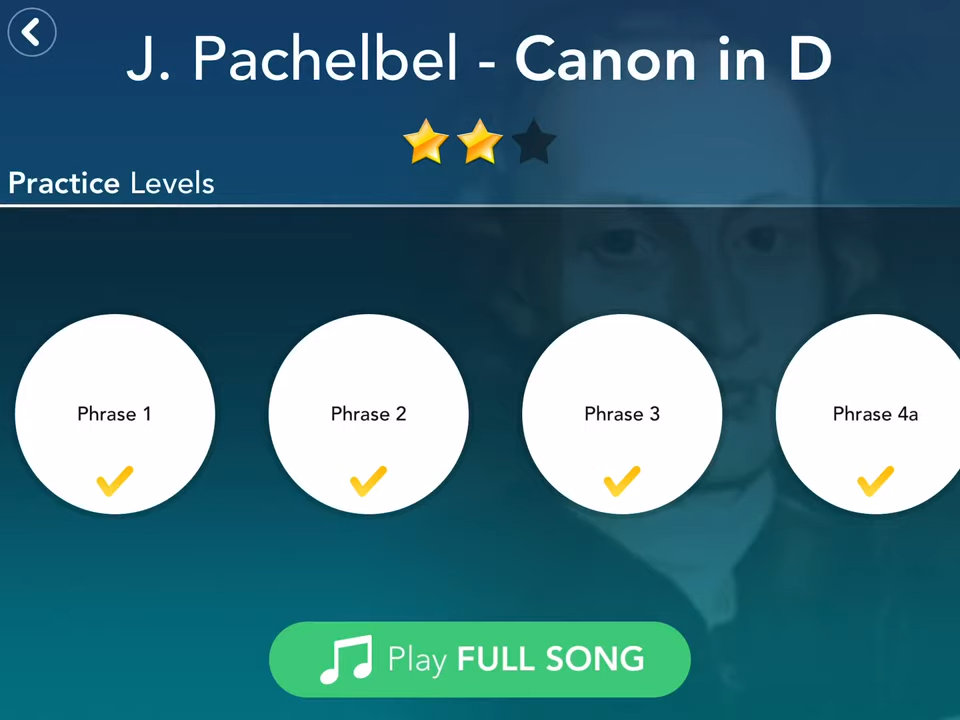 J. Pachelbel - Canon in D
Practice Levels
Phrase 1
Phrase 2
Phrase 3
Phrase 4a
Play FULL SONG